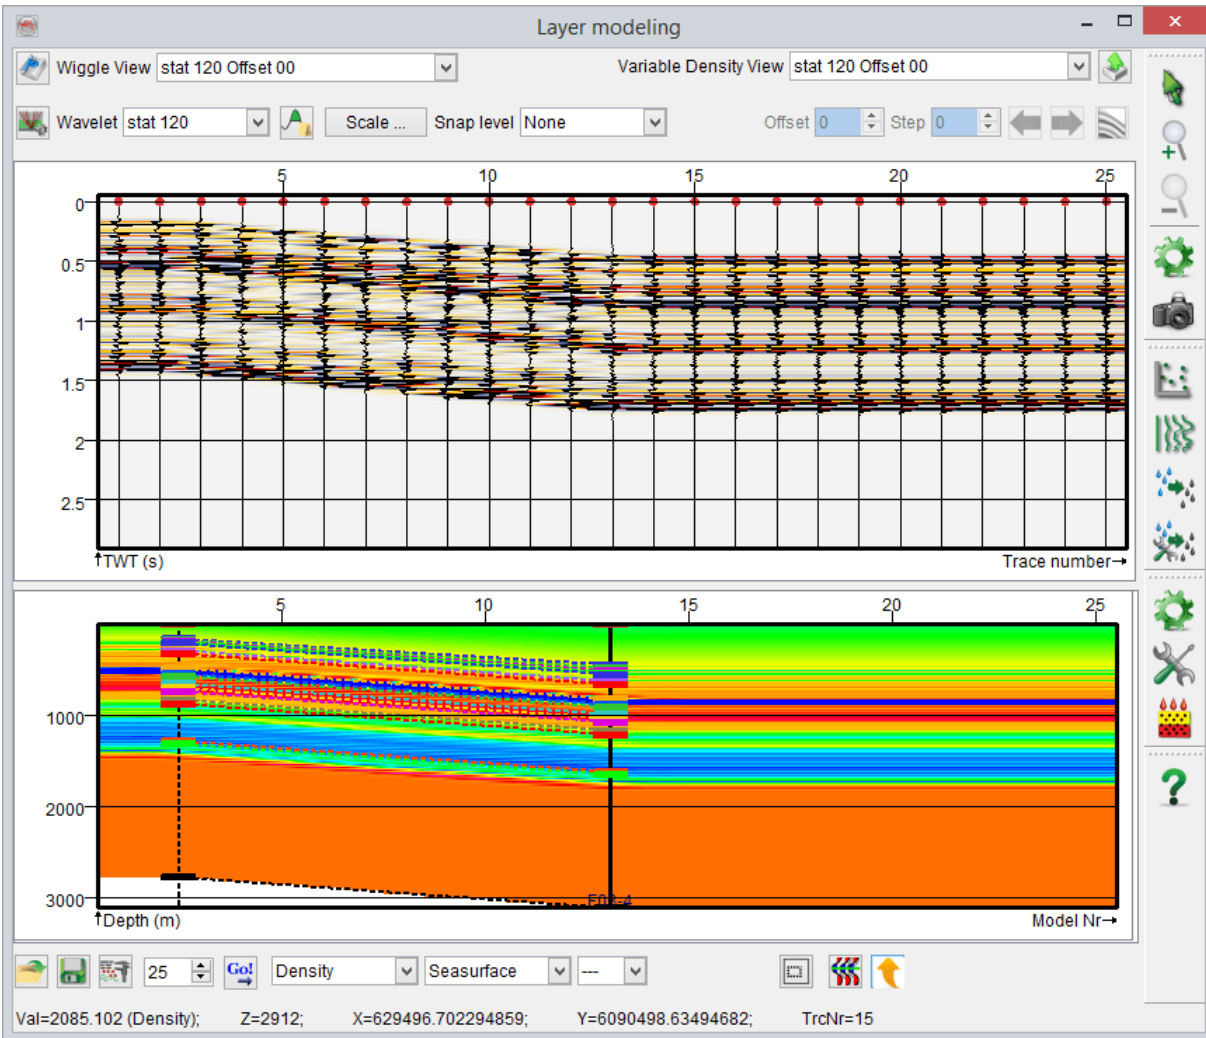 Layer modeling
Wiggle View stat 120 Offset 00 Variable Density View stat 120 Offset 00
Wavelet stat 120 Scale ... Snap level None Offset 0 Step 0
5 10 15 20 25
0
0.5
1
1.5
2
2.5
TWT (s) Trace number
5 10 15 20 25
1000
2000
3000
Depth (m) Model Nr
25 Go! Density Seasurface ---
Val=2085.102 (Density); Z=2912; X=629496.702294859; Y=6090498.63494682; TrcNr=15